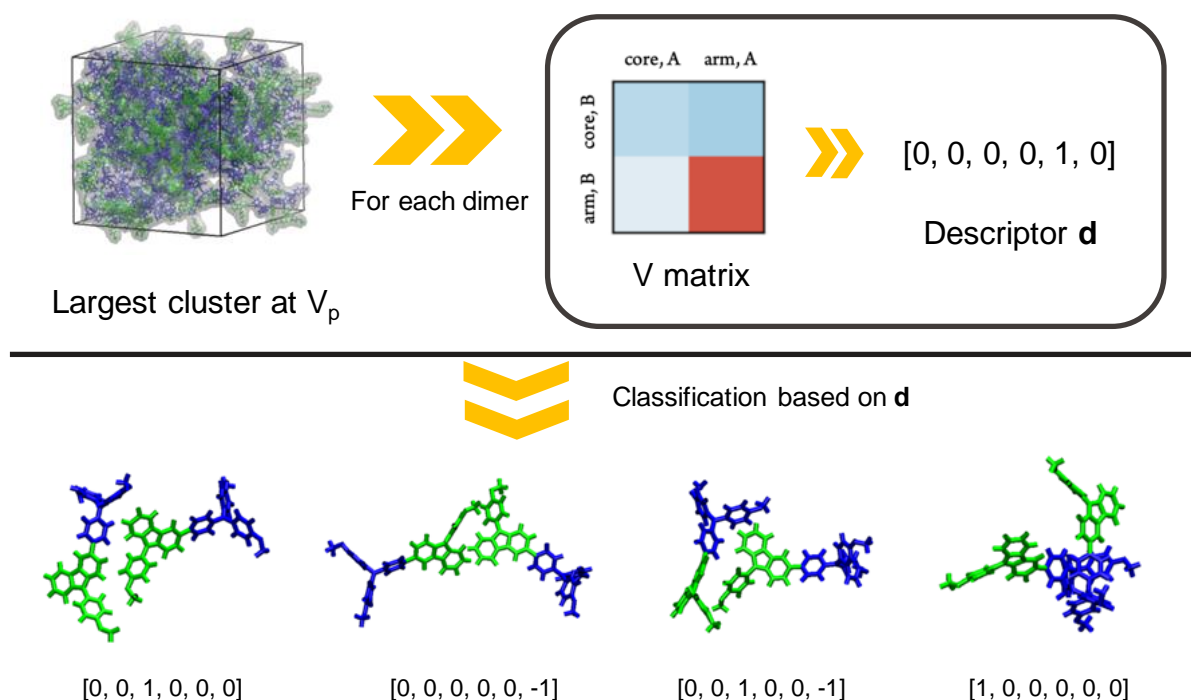 core, A arm, A
core, B
arm, B
For each dimer
[0, 0, 0, 0, 1, 0]
Descriptor d
V matrix
Largest cluster at Vp
Classification based on d
[0, 0, 1, 0, 0, 0] [0, 0, 0, 0, 0, -1] [0, 0, 1, 0, 0, -1] [1, 0, 0, 0, 0, 0]